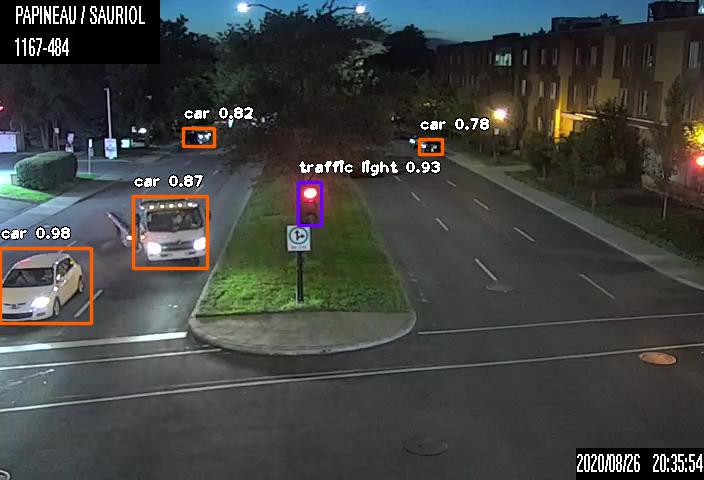 PAPINEAU / SAURIOL
1167-484
car 0.82
car 0.78
traffic light 0.93
car 0.87
car 0.98
2020/08/26 20:35:54